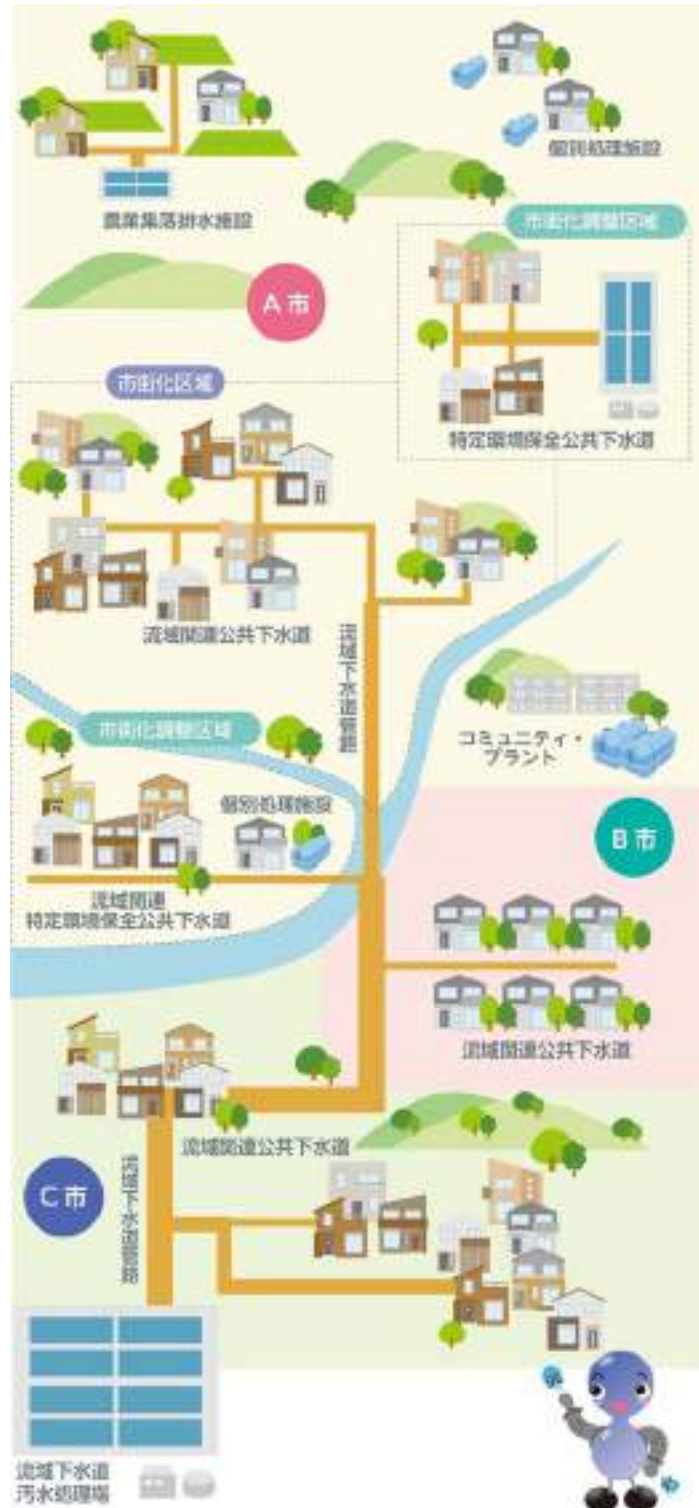 農業集落排水施設
個別処理施設
市街化調整区域
A市
市街化区域
特定環境保全公共下水道
流域関連公共下水道
流域下水道管路
コミュニティ・
プラント
市街化調整区域
個別処理施設
B市
流域関連
特定環境保全公共下水道
流域関連公共下水道
流域関連公共下水道
C市
流域下水道管路
流域下水道
汚水処理場